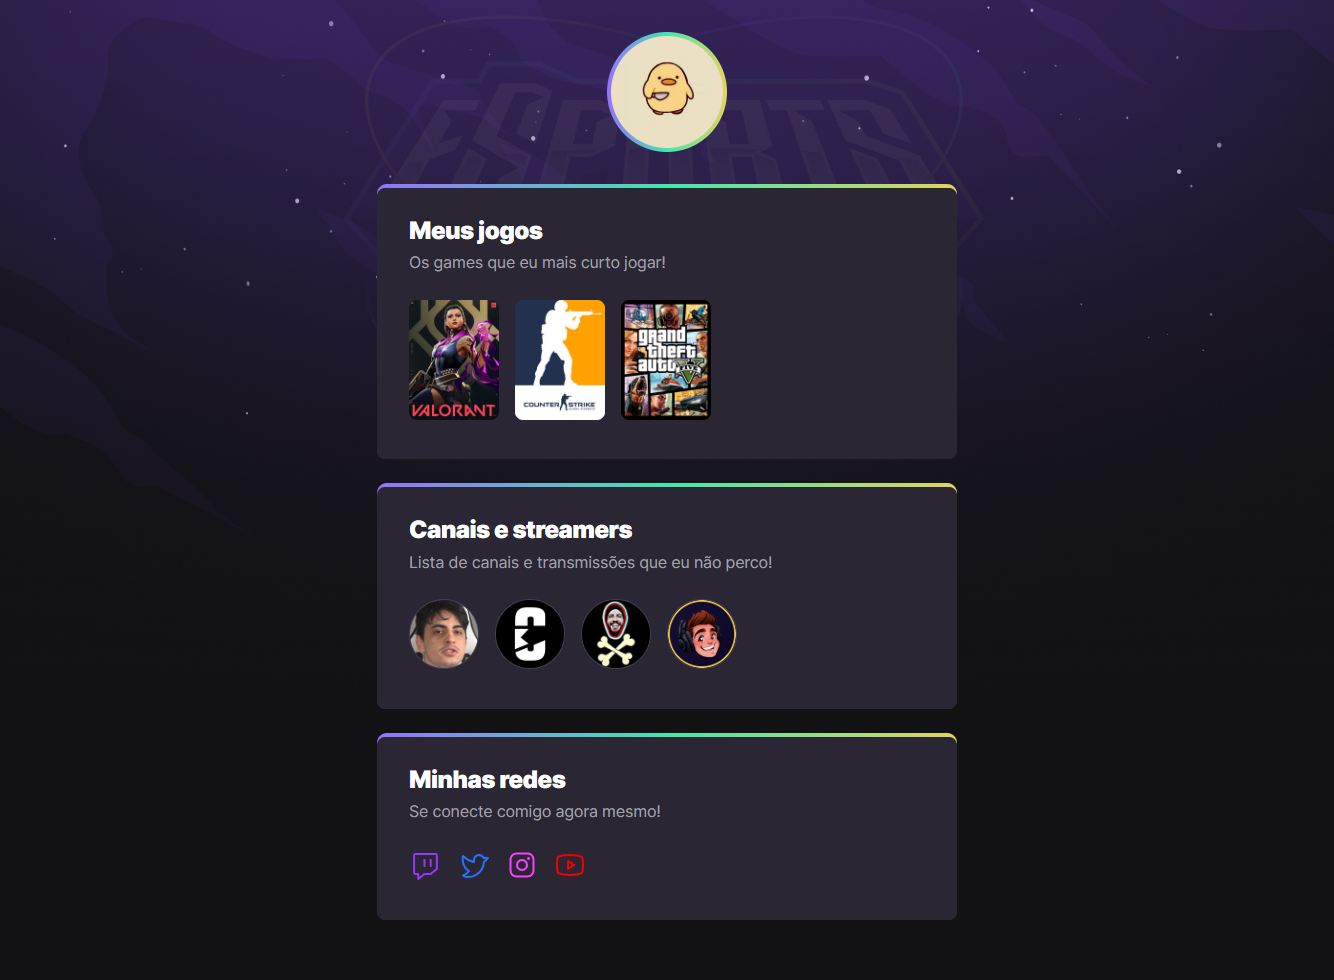 ESPORTS
Meus jogos
Os games que eu mais curto jogar!
VALORANT
COUNTER STRIKE
grand
theft
auto
V
FIVE
Canais e streamers
Lista de canais e transmissões que eu não perco!
Minhas redes
Se conecte comigo agora mesmo!